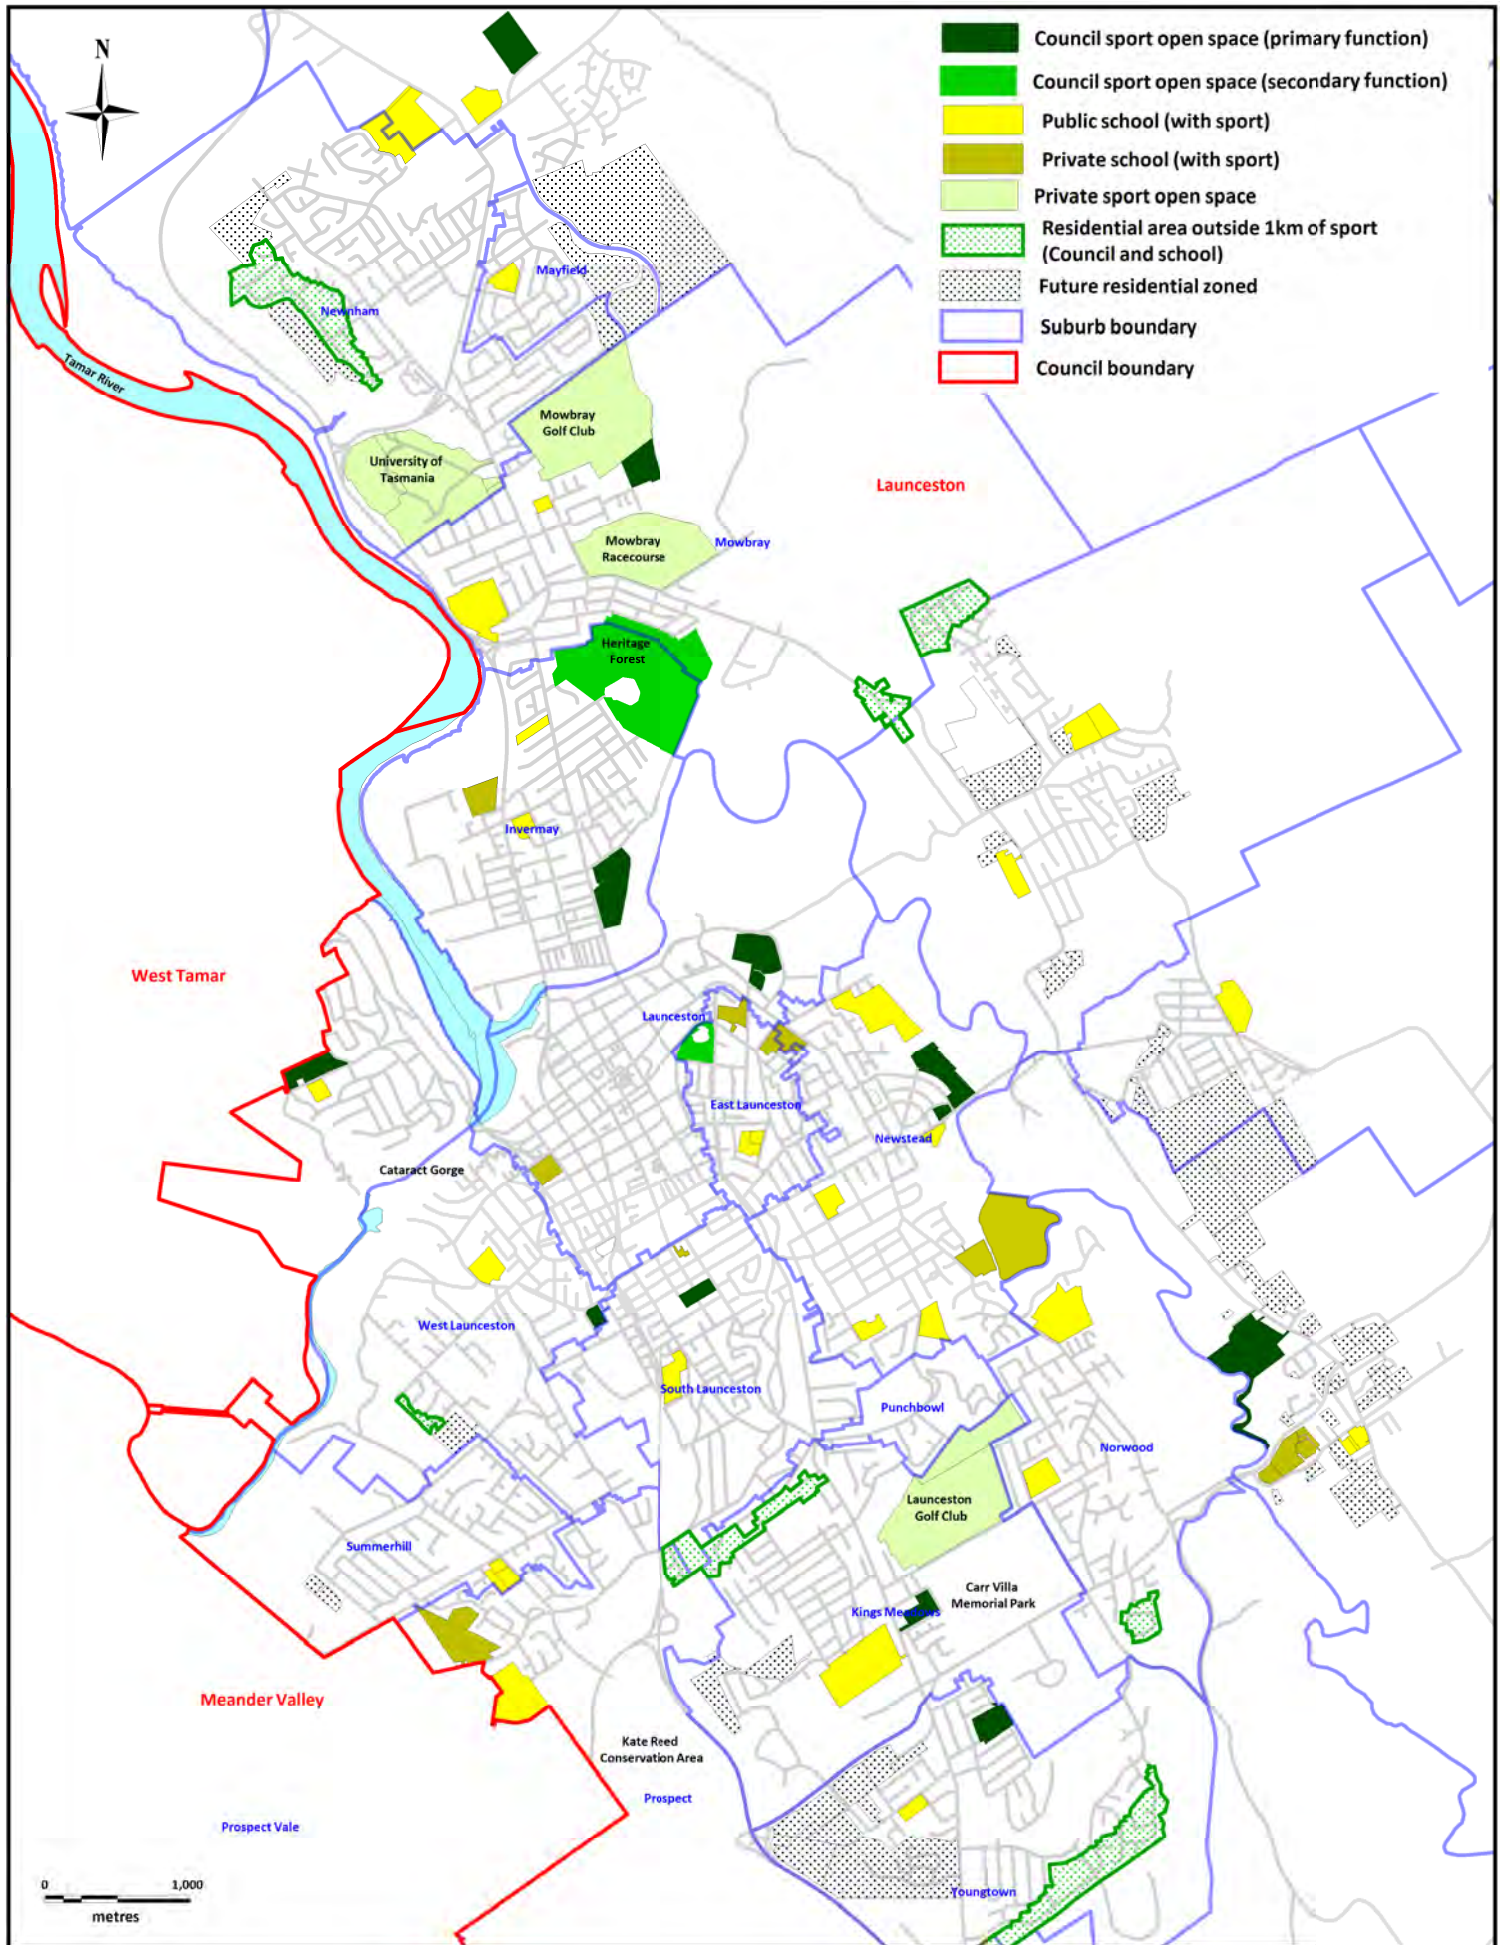 N
Council sport open space (primary function)
Council sport open space (secondary function)
Public school (with sport)
Private school (with sport)
Private sport open space
Residential area outside 1km of sport
(Council and school)
Future residential zoned
Suburb boundary
Council boundary
Mayfield
Newnham
Tamar River
Mowbray
Golf Club
University of
Tasmania
Launceston
Mowbray
Racecourse
Mowbray
Heritage
Forest
Invermay
West Tamar
Launceston
East Launceston
Newstead
Cataract Gorge
West Launceston
South Launceston
Punchbowl
Norwood
Launceston
Golf Club
Summerhill
Carr Villa
Memorial Park
Kings Meadows
Meander Valley
Kate Reed
Conservation Area
Prospect
Prospect Vale
Youngtown
0 1,000
metres